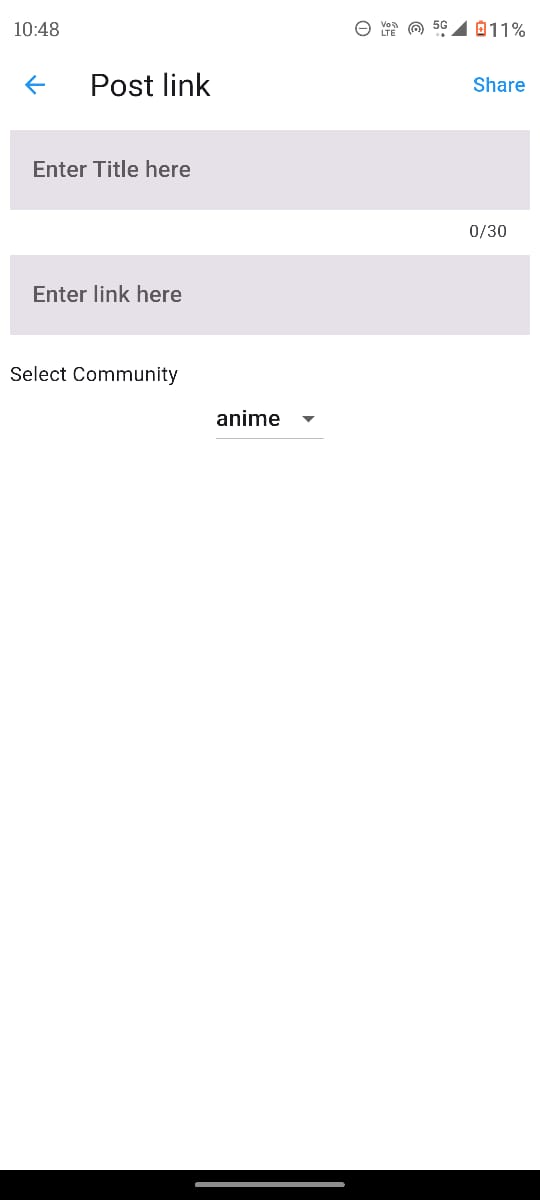 10:48 Vo LTE 5G 11%
Post link Share
Enter Title here
0/30
Enter link here
Select Community
anime